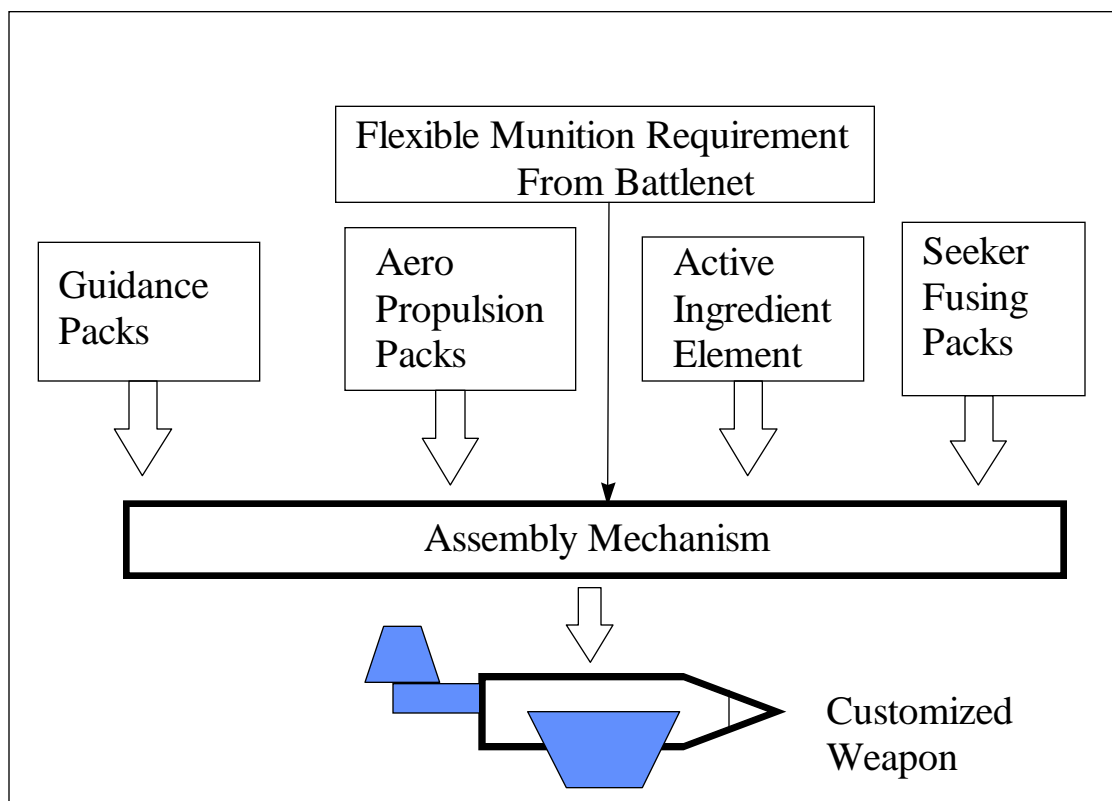 Flexible Munition Requirement
From Battlenet
Guidance
Packs
Aero
Propulsion
Packs
Active
Ingredient
Element
Seeker
Fusing
Packs
Assembly Mechanism
Customized
Weapon